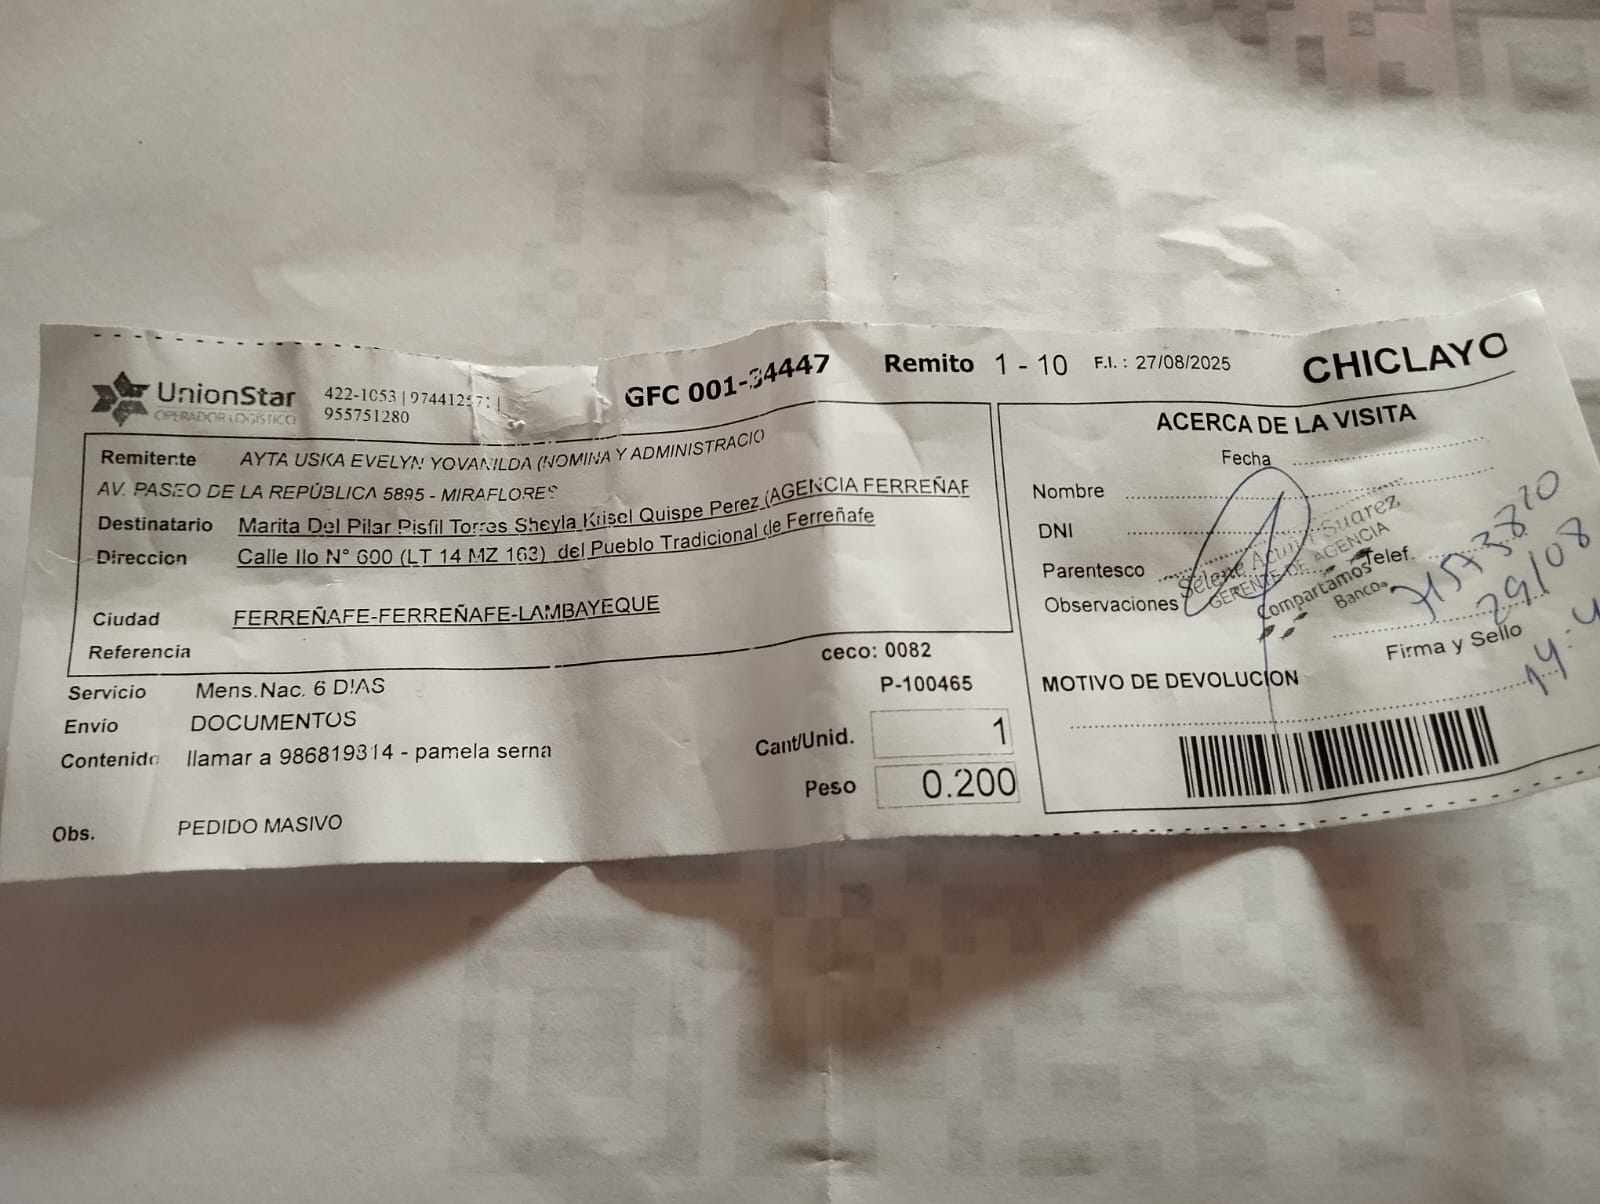 UnionStar
OPERADOR LOGÍSTICO
422-1053 | 974412571 |
955751280
GFC 001-34447
Remito 1 - 10 F.I. : 27/08/2025
CHICLAYO
Remitente AYTA USKA EVELYN YOVANILDA (NOMINA Y ADMINISTRACIO
AV. PASEO DE LA REPÚBLICA 5895 - MIRAFLORES
Destinatario Marita Del Pilar Pisfil Torres Sheyla Krisel Quispe Perez (AGENCIA FERREÑAF
Direccion Calle Ilo N° 600 (LT 14 MZ 163) del Pueblo Tradicional de Ferreñafe
Ciudad FERREÑAFE-FERREÑAFE-LAMBAYEQUE
Referencia
ceco: 0082
Servicio Mens.Nac. 6 DIAS
P-100465
Envío DOCUMENTOS
Cant/Unid. 1
Contenido llamar a 986819314 - pamela serna
Peso 0.200
Obs. PEDIDO MASIVO
ACERCA DE LA VISITA
Fecha
Nombre
DNI
Parentesco
Telef.
Observaciones
Selene Suarez
GERENTE DE AGENCIA
Compartamos
Banco
29/08
Firma y Sello
MOTIVO DE DEVOLUCION